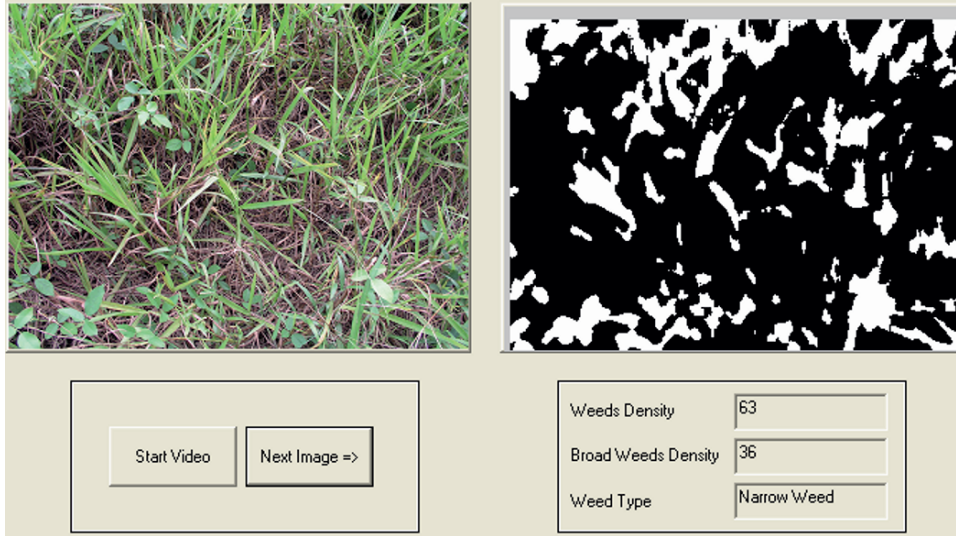 Start Video
Next Image =>
Weeds Density
63
Broad Weeds Density
36
Weed Type
Narrow Weed